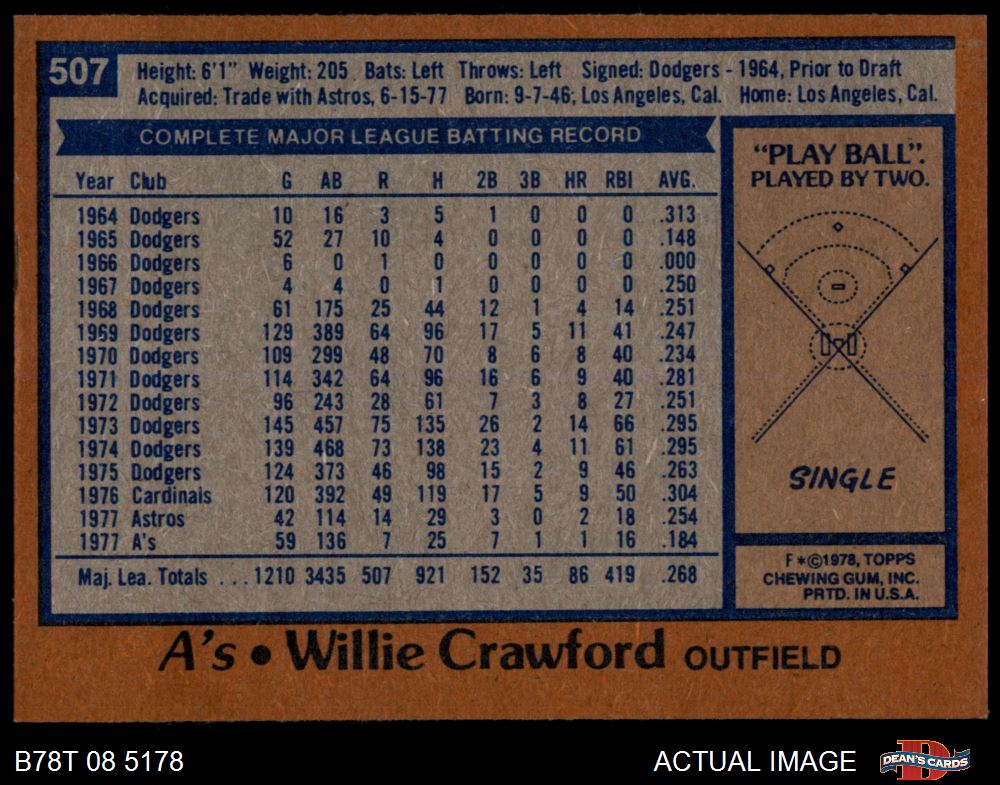 507
Height: 6'1" Weight: 205 Bats: Left Throws: Left Signed: Dodgers - 1964, Prior to Draft
Acquired: Trade with Astros, 6-15-77 Born: 9-7-46; Los Angeles, Cal. Home: Los Angeles, Cal.
COMPLETE MAJOR LEAGUE BATTING RECORD
Year Club G AB R H 2B 3B HR RBI AVG.
1964 Dodgers 10 16 3 5 1 0 0 0 .313
1965 Dodgers 52 27 10 4 0 0 0 0 .148
1966 Dodgers 6 0 1 0 0 0 0 0 .000
1967 Dodgers 4 4 0 1 0 0 0 0 .250
1968 Dodgers 61 175 25 44 12 1 4 14 .251
1959 Dodgers 129 389 64 96 17 5 11 41 .247
1970 Dodgers 109 299 48 70 8 6 8 40 .234
1971 Dodgers 114 342 64 96 16 6 9 40 .281
1972 Dodgers 96 243 28 61 7 3 8 27 .251
1973 Dodgers 145 457 75 135 26 2 14 66 .295
1974 Dodgers 139 468 73 138 23 4 11 61 .295
1975 Dodgers 124 373 46 98 15 2 9 46 .263
1976 Cardinals 120 392 49 119 17 5 9 50 .304
1977 Astros 42 114 14 29 3 0 2 18 .254
1977 A's 59 136 7 25 7 1 1 16 .184
Maj. Lea. Totals ...1210 3435 507 921 152 35 86 419 .268
"PLAY BALL".
PLAYED BY TWO.
SINGLE
F*©1978, TOPPS
CHEWING GUM, INC.
PRTD. IN U.S.A.
A's • Willie Crawford OUTFIELD
B78T 08 5178
ACTUAL IMAGE
D
DEAN'S CARDS